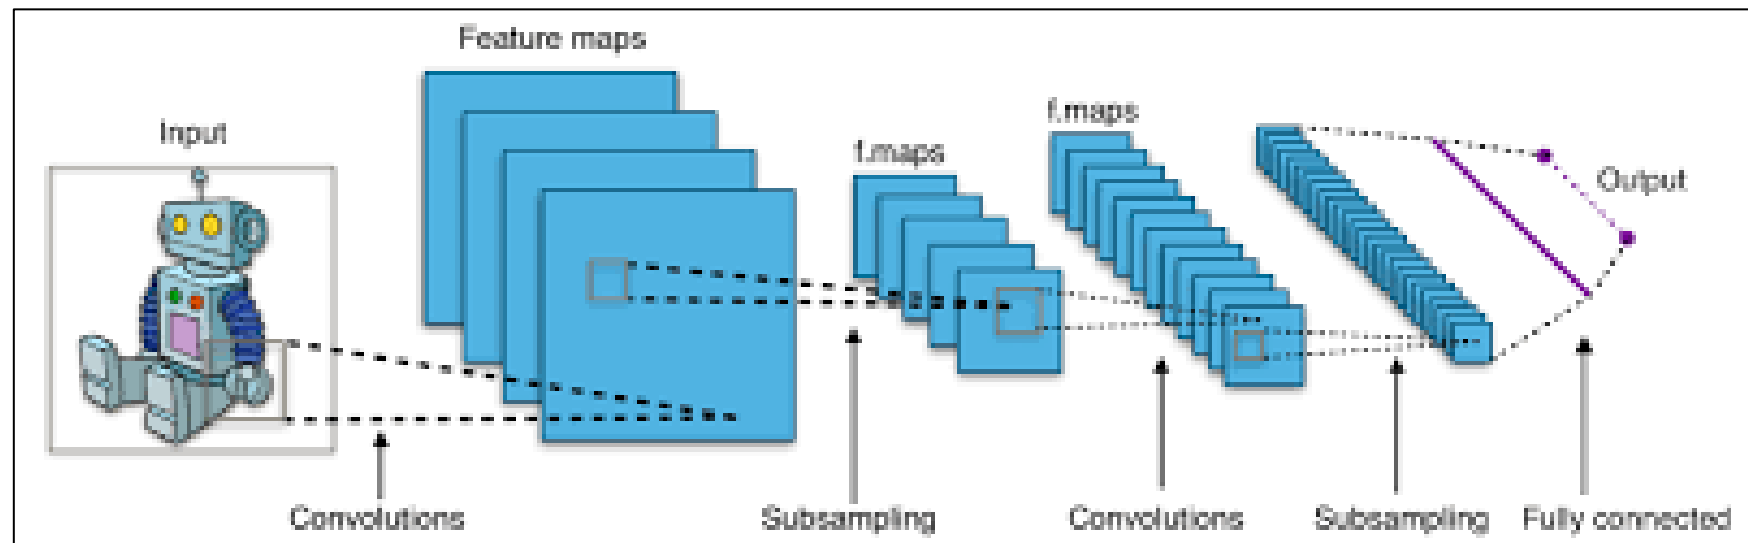 Feature maps
Input
f.maps
f.maps
Output
Convolutions
Subsampling
Convolutions
Subsampling
Fully connected